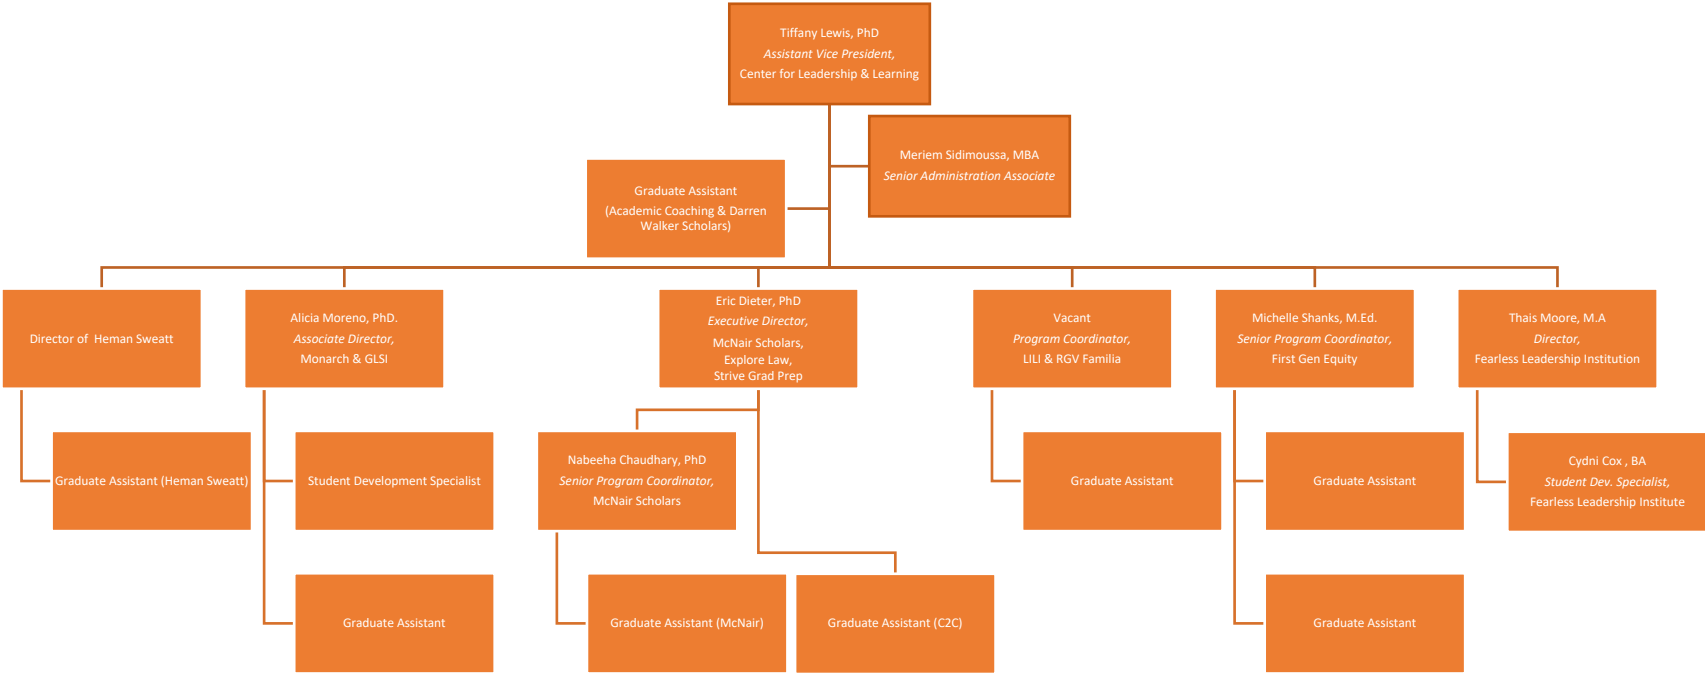 Tiffany Lewis, PhD
Assistant Vice President,
Center for Leadership & Learning
Meriem Sidimoussa, MBA
Senior Administration Associate
Graduate Assistant
(Academic Coaching & Darren
Walker Scholars)
Director of  Heman Sweatt
Alicia Moreno, PhD.
Associate Director,
Monarch & GLSI
Eric Dieter, PhD
Executive Director,
McNair Scholars,
Explore Law,
Strive Grad Prep
Vacant
Program Coordinator,
LILI & RGV Familia
Michelle Shanks, M.Ed.
Senior Program Coordinator,
First Gen Equity
Thais Moore, M.A
Director,
Fearless Leadership Institution
Graduate Assistant (Heman Sweatt)
Student Development Specialist
Nabeeha Chaudhary, PhD
Senior Program Coordinator,
McNair Scholars
Graduate Assistant
Graduate Assistant
Cydni Cox , BA
Student Dev. Specialist,
Fearless Leadership Institute
Graduate Assistant
Graduate Assistant (McNair)
Graduate Assistant (C2C)
Graduate Assistant